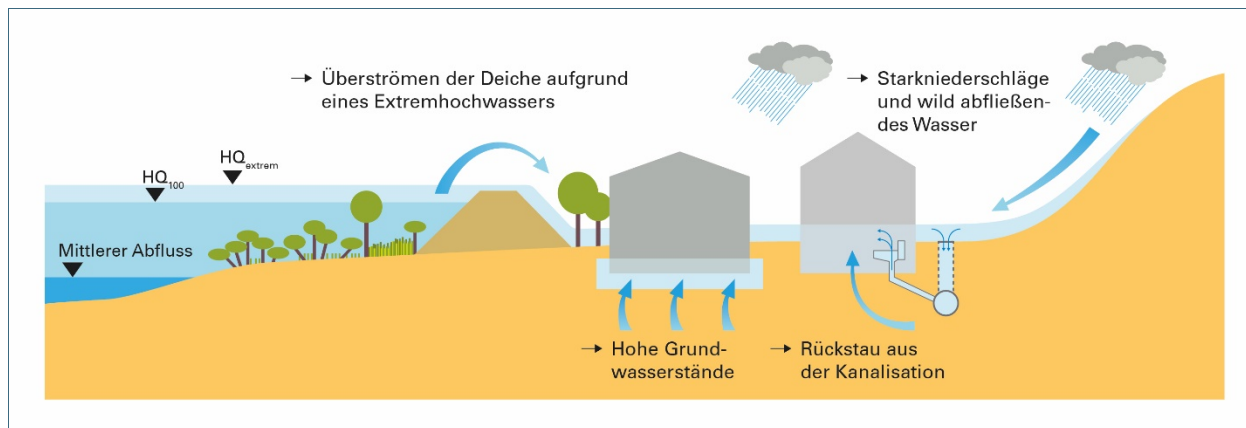 → Überströmen der Deiche aufgrund
eines Extremhochwassers
→ Starkniederschläge
und wild abfließen-
des Wasser
HQextrem
HQ100
Mittlerer Abfluss
→ Hohe Grund-
wasserstände
→ Rückstau aus
der Kanalisation